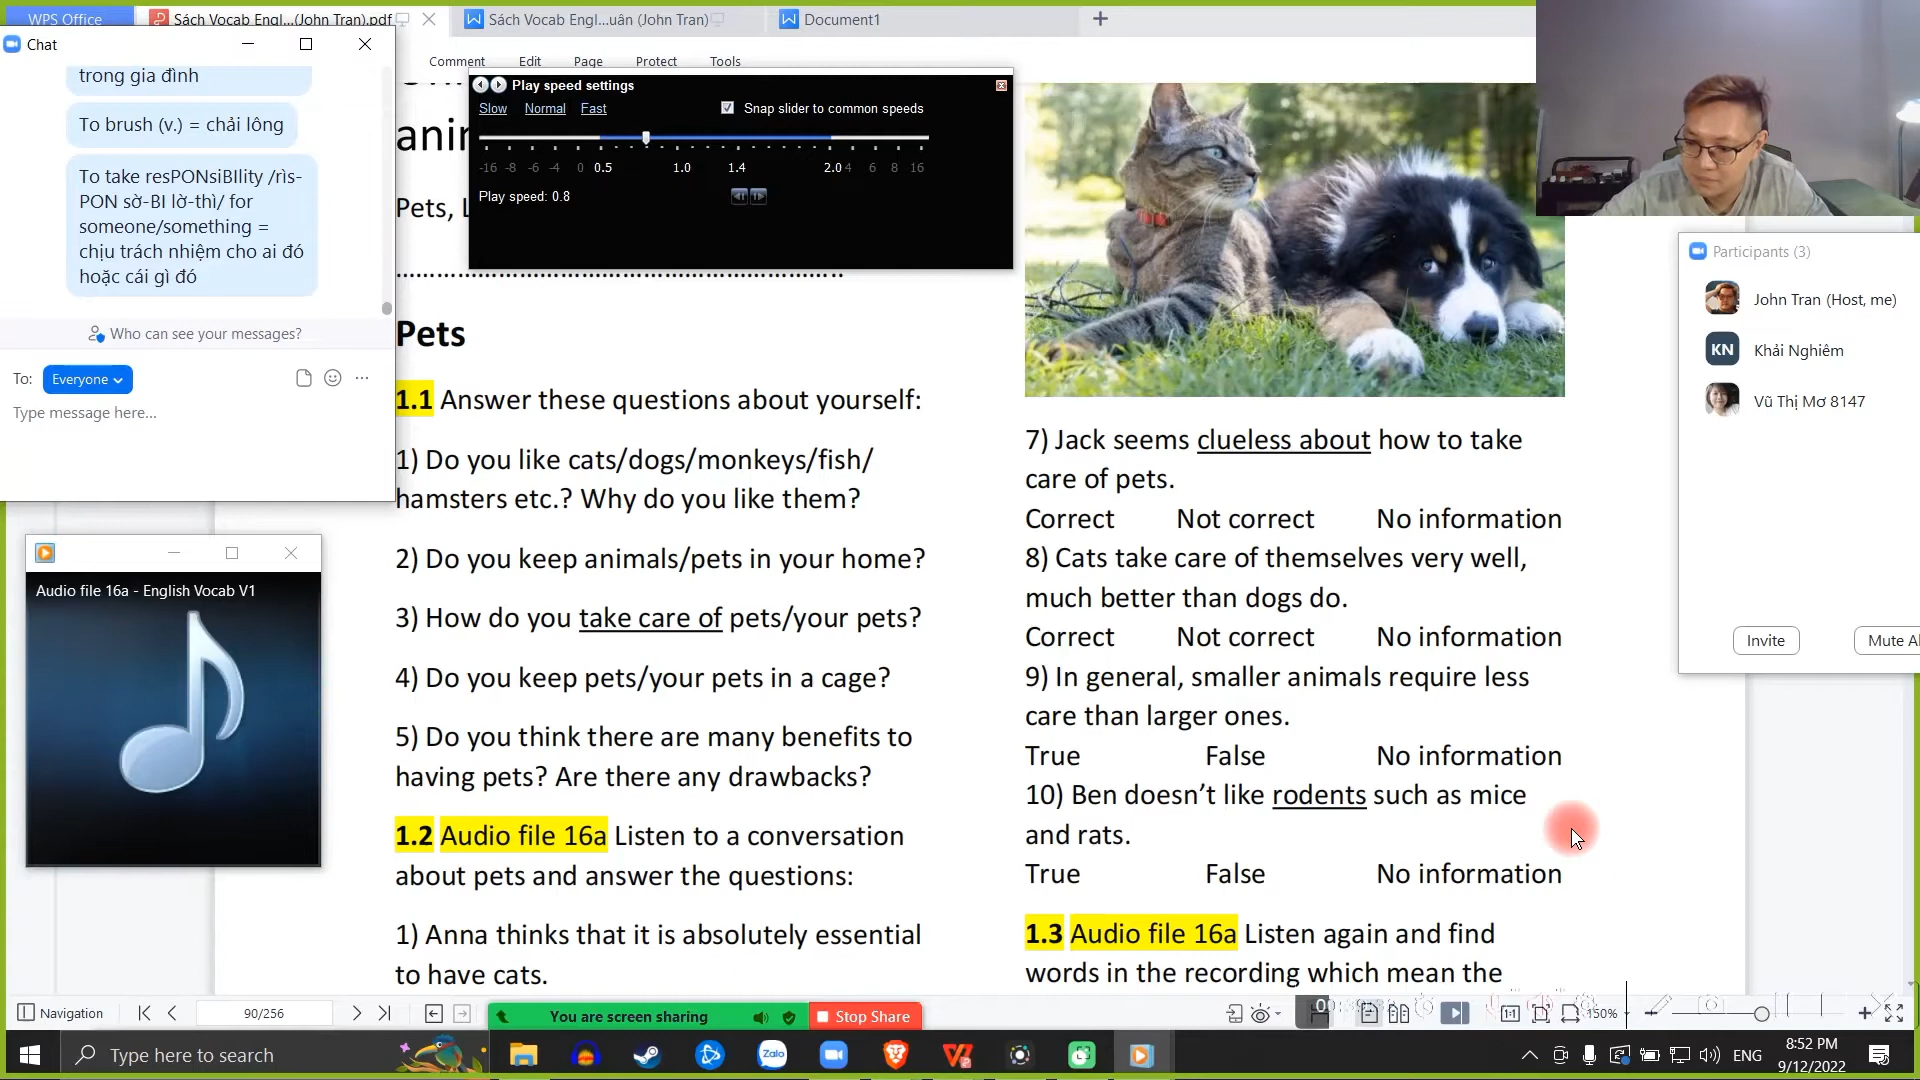 WPS Office
Sách Vocab Engl...(John Tran).pdf
Sách Vocab Engl...uân (John Tran)
Document1
Chat
trong gia đình
To brush (v.) = chải lông
To take resPONsiBIlity /rìs-
PON sờ-BI lờ-thì/ for
someone/something =
chịu trách nhiệm cho ai đó
hoặc cái gì đó
Who can see your messages?
To: Everyone
Type message here...
Comment Edit Page Protect Tools
Play speed settings
Slow Normal Fast
Snap slider to common speeds
-16 -8 -6 -4 0 0.5 1.0 1.4 2.0 4 6 8 16
Play speed: 0.8
Pets,
Pets
1.1 Answer these questions about yourself:
1) Do you like cats/dogs/monkeys/fish/
hamsters etc.? Why do you like them?
2) Do you keep animals/pets in your home?
3) How do you take care of pets/your pets?
4) Do you keep pets/your pets in a cage?
5) Do you think there are many benefits to
having pets? Are there any drawbacks?
1.2 Audio file 16a Listen to a conversation
about pets and answer the questions:
1) Anna thinks that it is absolutely essential
to have cats.
7) Jack seems clueless about how to take
care of pets.
Correct Not correct No information
8) Cats take care of themselves very well,
much better than dogs do.
Correct Not correct No information
9) In general, smaller animals require less
care than larger ones.
True False No information
10) Ben doesn’t like rodents such as mice
and rats.
True False No information
1.3 Audio file 16a Listen again and find
words in the recording which mean the
Participants (3)
John Tran (Host, me)
KN Khải Nghiêm
Vũ Thị Mơ 8147
Invite
Mute Al
Audio file 16a - English Vocab V1
Navigation
90/256
You are screen sharing
Stop Share
150%
Type here to search
Zalo
ENG
8:52 PM
9/12/2022